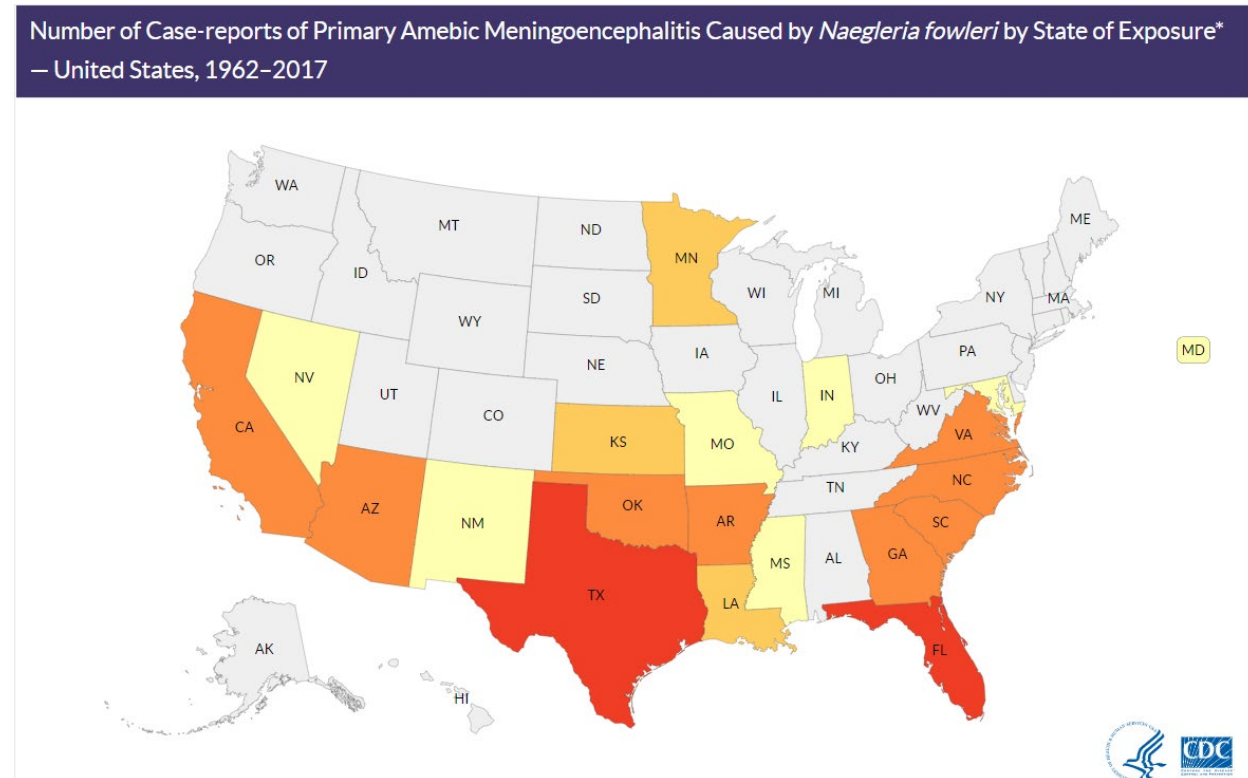 Number of Case-reports of Primary Amebic Meningoencephalitis Caused by Naegleria fowleri by State of Exposure*
— United States, 1962–2017
WA
MT
ND
MN
ME
OR
ID
SD
WI
MI
NY
MA
WY
IA
PA
MD
NV
NE
IL
IN
OH
UT
CO
WV
CA
KS
MO
KY
VA
AZ
NM
OK
AR
TN
NC
SC
MS
AL
GA
TX
LA
FL
AK
HI
CDC